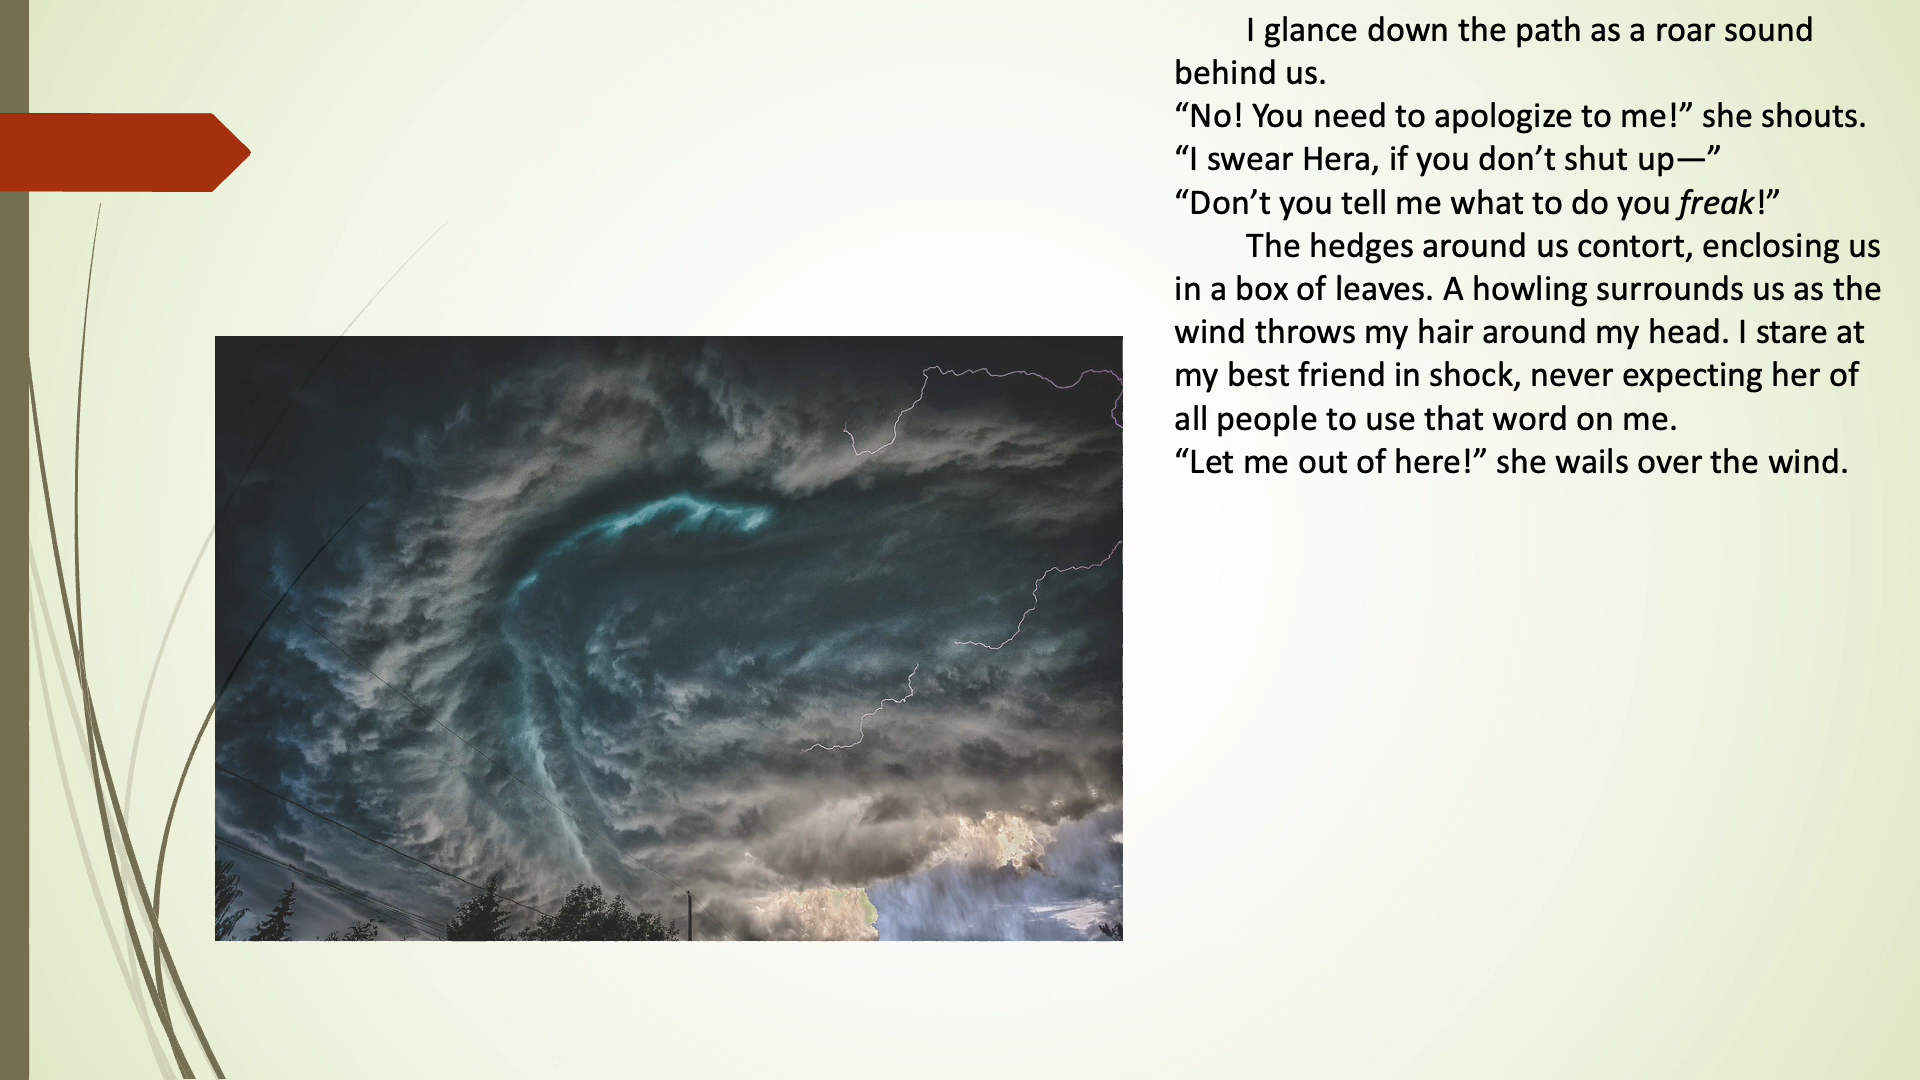 I glance down the path as a roar sound
behind us.
“No! You need to apologize to me!” she shouts.
“I swear Hera, if you don’t shut up—”
“Don’t you tell me what to do you freak!”
The hedges around us contort, enclosing us
in a box of leaves. A howling surrounds us as the
wind throws my hair around my head. I stare at
my best friend in shock, never expecting her of
all people to use that word on me.
“Let me out of here!” she wails over the wind.